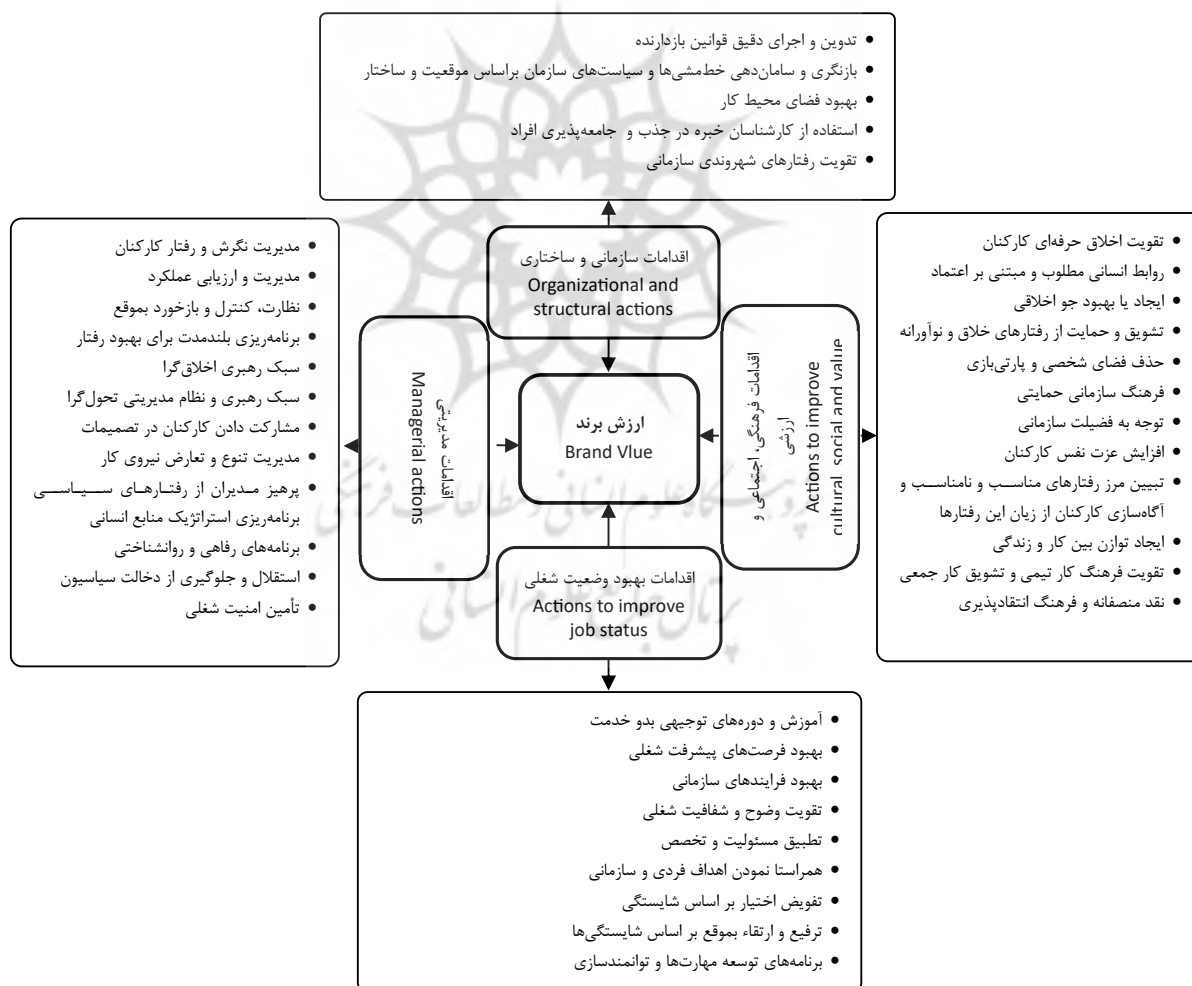 تدوین و اجرای دقیق قوانین بازدارنده
بازنگری و سامان‌دهی خط‌مشی‌ها و سیاست‌های سازمان براساس موقعیت و ساختار
بهبود فضای محیط کار
استفاده از کارشناسان خبره در جذب و جامعه‌پذیری افراد
تقویت رفتارهای شهروندی سازمانی
اقدامات سازمانی و ساختاری
Organizational and
structural actions
تقویت اخلاق حرفه‌ای کارکنان
روابط انسانی مطلوب و مبتنی بر اعتماد
ایجاد یا بهبود جو اخلاقی
تشویق و حمایت از رفتارهای خلاق و نوآورانه
حذف فضای شخصی و پارتی‌بازی
فرهنگ سازمانی حمایتی
توجه به فضیلت سازمانی
افزایش عزت نفس کارکنان
تبیین مرز رفتارهای مناسب و نامناسب و
آگاه‌سازی کارکنان از زیان این رفتارها
ایجاد توازن بین کار و زندگی
تقویت فرهنگ کار تیمی و تشویق کار جمعی
نقد منصفانه و فرهنگ انتقادپذیری
اقدامات فرهنگی، اجتماعی و
ارزشی
Actions to improve
cultural social and value
ارزش برند
Brand Vlue
اقدامات مدیریتی
Managerial actions
مدیریت نگرش و رفتار کارکنان
مدیریت و ارزیابی عملکرد
نظارت، کنترل و بازخورد بموقع
برنامه‌ریزی بلندمدت برای بهبود رفتار
سبک رهبری اخلاق‌گرا
سبک رهبری و نظام مدیریتی تحول‌گرا
مشارکت دادن کارکنان در تصمیمات
مدیریت تنوع و تعارض نیروی کار
پرهیز مدیران از رفتارهای سیاسی
برنامه‌ریزی استراتژیک منابع انسانی
برنامه‌های رفاهی و روانشناختی
استقلال و جلوگیری از دخالت سیاسیون
تأمین امنیت شغلی
اقدامات بهبود وضعیت شغلی
Actions to improve
job status
آموزش و دوره‌های توجیهی بدو خدمت
بهبود فرصت‌های پیشرفت شغلی
بهبود فرایندهای سازمانی
تقویت وضوح و شفافیت شغلی
تطبیق مسئولیت و تخصص
همراستا نمودن اهداف فردی و سازمانی
تفویض اختیار بر اساس شایستگی
ترفیع و ارتقاء بموقع بر اساس شایستگی‌ها
برنامه‌های توسعه مهارت‌ها و توانمندسازی
پژوهشگاه علوم انسانی و مطالعات فرهنگی
پرتال جامع علوم انسانی